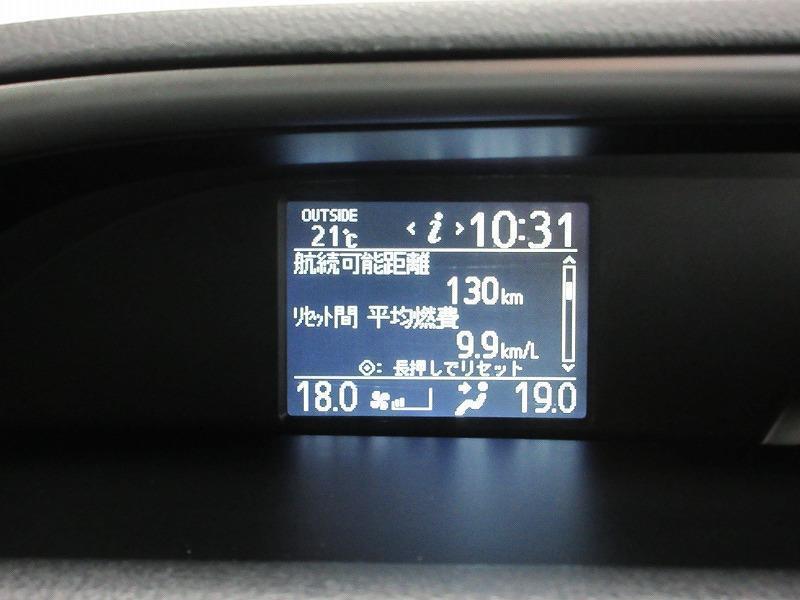 OUTSIDE
21℃
< i > 10:31
航続可能距離
130km
リセット間 平均燃費
9.9km/L
: 長押しでリセット
18.0 19.0